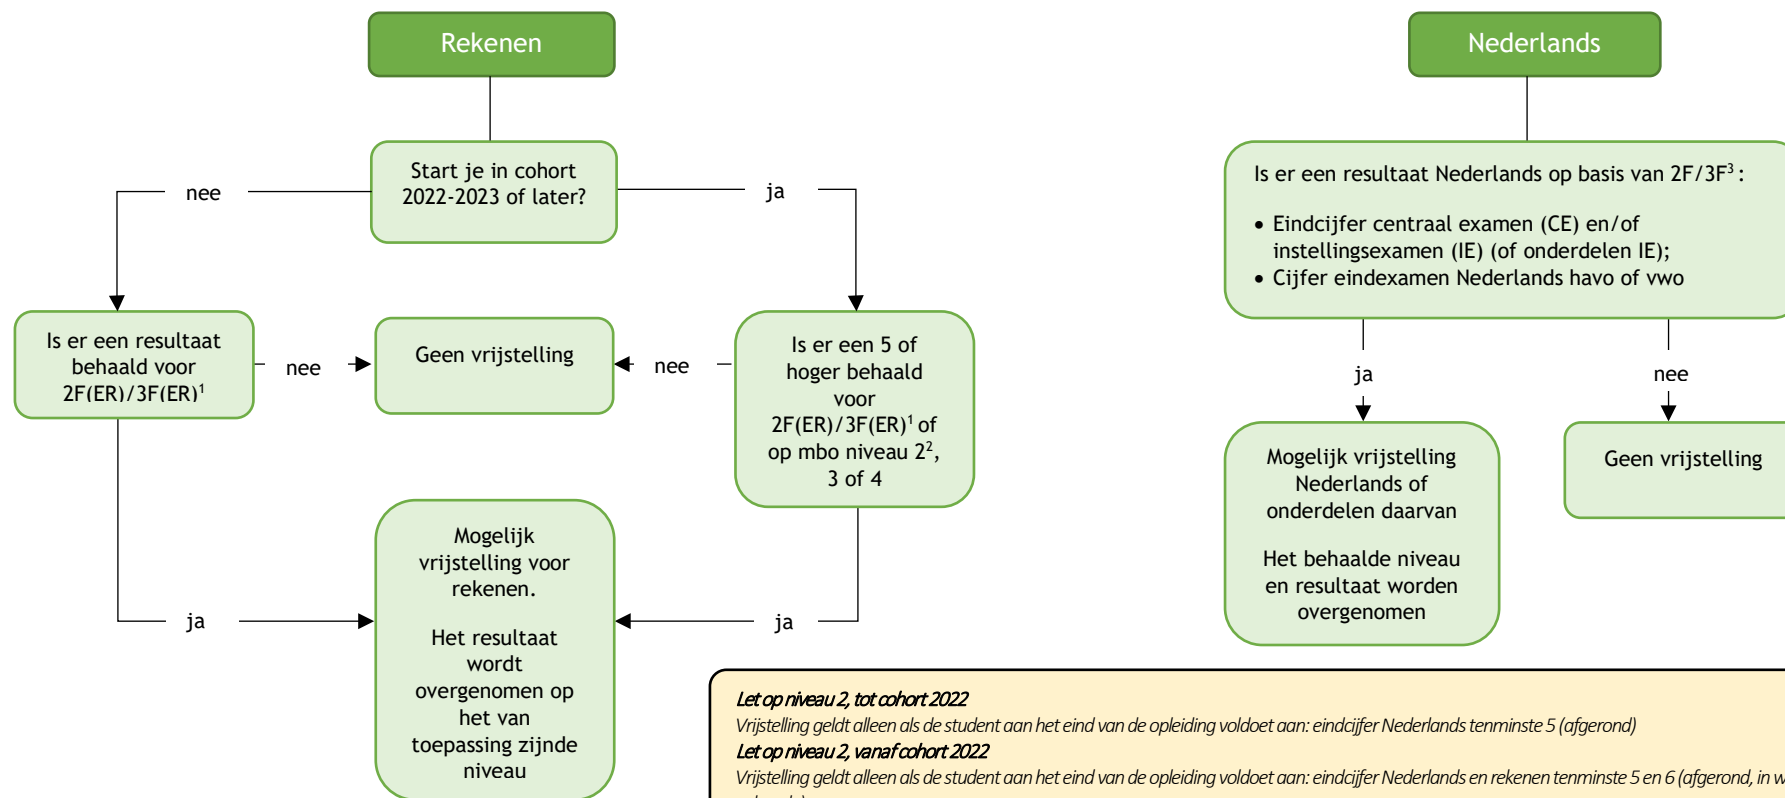 Rekenen
Start je in cohort
2022-2023 of later?
nee
ja
Is er een resultaat
behaald voor
2F(ER)/3F(ER)¹
nee
Geen vrijstelling
nee
Is er een 5 of
hoger behaald
voor
2F(ER)/3F(ER)¹ of
op mbo niveau 2²,
3 of 4
ja
Mogelijk
vrijstelling voor
rekenen.
Het resultaat
wordt
overgenomen op
het van
toepassing zijnde
niveau
ja
Nederlands
Is er een resultaat Nederlands op basis van 2F/3F³:
• Eindcijfer centraal examen (CE) en/of
instellingsexamen (IE) (of onderdelen IE);
• Cijfer eindexamen Nederlands havo of vwo
ja
nee
Mogelijk vrijstelling
Nederlands of
onderdelen daarvan
Het behaalde niveau
en resultaat worden
overgenomen
Geen vrijstelling
Let op niveau 2, tot cohort 2022
Vrijstelling geldt alleen als de student aan het eind van de opleiding voldoet aan: eindcijfer Nederlands tenminste 5 (afgerond)
Let op niveau 2, vanaf cohort 2022
Vrijstelling geldt alleen als de student aan het eind van de opleiding voldoet aan: eindcijfer Nederlands en rekenen tenminste 5 en 6 (afgerond, in w